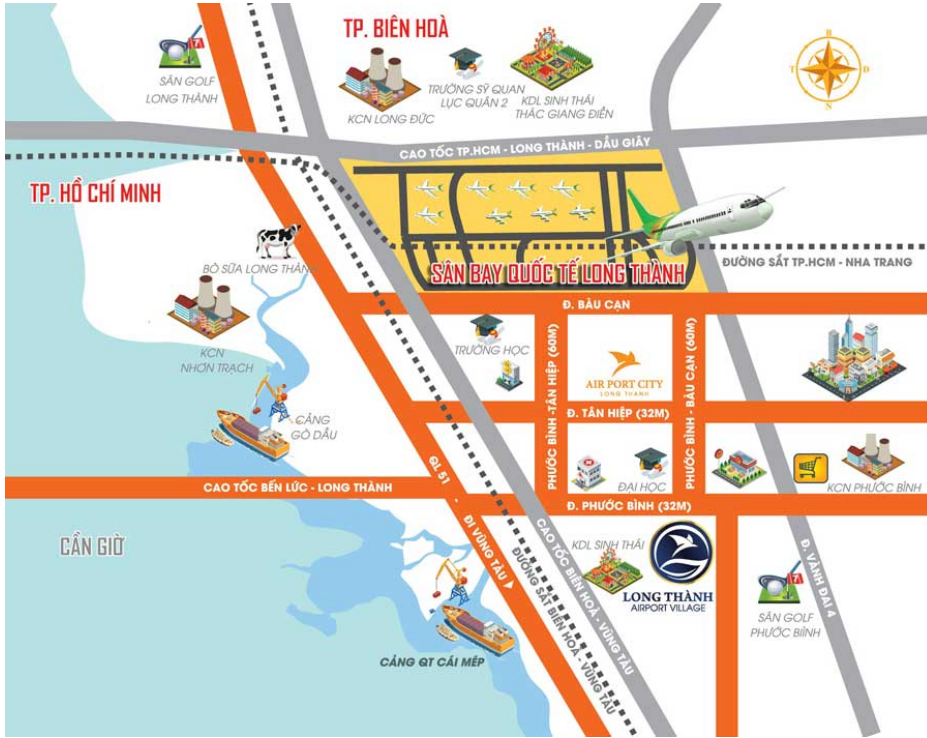 TP. BIÊN HOÀ
SÂN GOLF
LONG THÀNH
KCN LONG ĐỨC
TRƯỜNG SỸ QUAN
LỤC QUÂN 2
KDL SINH THÁI
THÁC GIANG ĐIỀN
B
T
D
N
CAO TỐC TP.HCM - LONG THÀNH - DẦU GIÂY
TP. HỒ CHÍ MINH
BÒ SỮA LONG THÀNH
SÂN BAY QUỐC TẾ LONG THÀNH
ĐƯỜNG SẮT TP.HCM - NHA TRANG
Đ. BÀU CẠN
KCN
NHƠN TRẠCH
TRƯỜNG HỌC
PHƯỚC BÌNH -TÂN HIỆP (60M)
AIR PORT CITY
LONG THANH
PHƯỚC BÌNH - BÀU CẠN (60M)
CẢNG
GÒ DẦU
Đ. TÂN HIỆP (32M)
QL 51 - ĐI VŨNG TÀU
ĐẠI HỌC
KCN PHƯỚC BÌNH
CAO TỐC BẾN LỨC - LONG THÀNH
Đ. PHƯỚC BÌNH (32M)
CẦN GIỜ
CAO TỐC BIÊN HOÀ - VŨNG TÀU
ĐƯỜNG SẮT BIÊN HOÀ - VŨNG TÀU
KDL SINH THÁI
LONG THÀNH
AIRPORT VILLAGE
Đ. VÀNH ĐAI 4
SÂN GOLF
PHƯỚC BÌNH
CẢNG QT CÁI MÉP